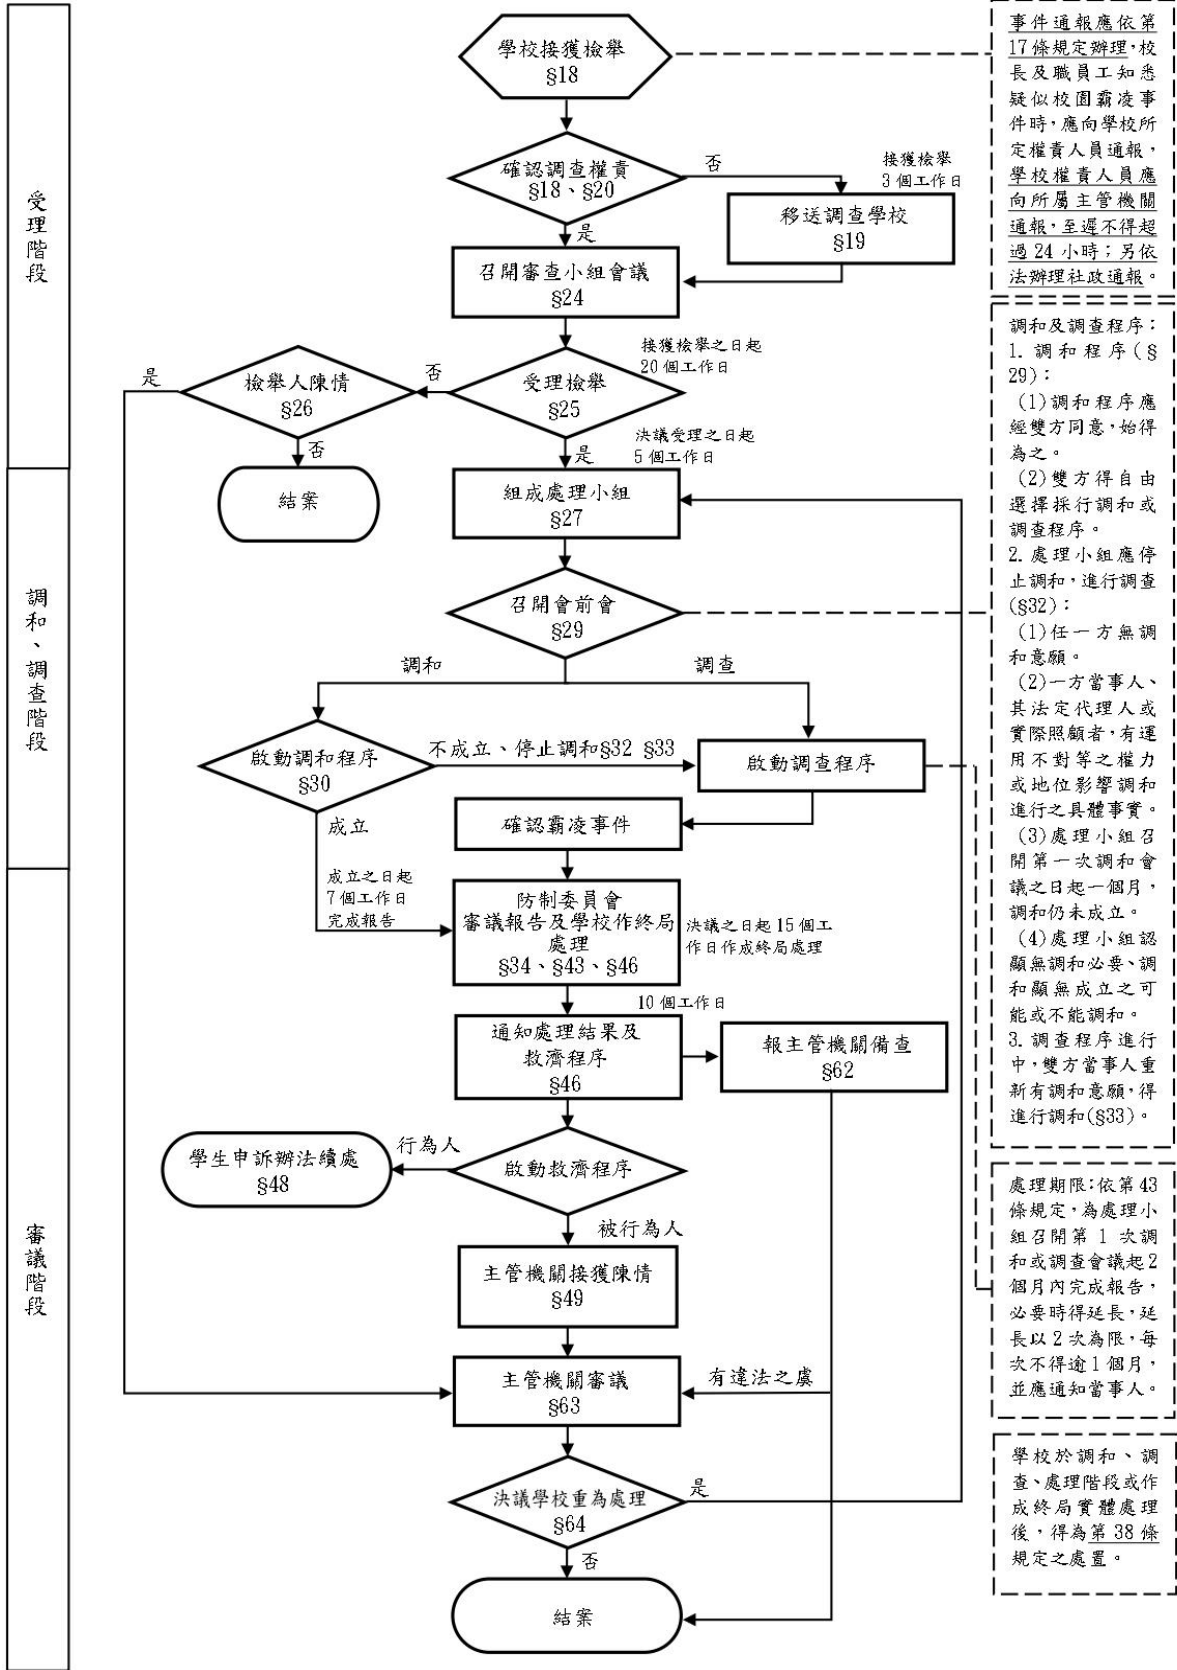 受理階段
學校接獲檢舉
§18
確認調查權責
§18、§20
否
接獲檢舉
3 個工作日
移送調查學校
§19
是
召開審查小組會議
§24
接獲檢舉之日起
20 個工作日
受理檢舉
§25
否
檢舉人陳情
§26
是
否
結案
決議受理之日起
5 個工作日
是
調和、調查階段
組成處理小組
§27
召開會前會
§29
調和
調查
啟動調和程序
§30
不成立、停止調和§32 §33
啟動調查程序
成立
確認霸凌事件
成立之日起
7 個工作日
完成報告
審議階段
防制委員會
審議報告及學校作終局
處理
§34、§43、§46
決議之日起 15 個工
作日作成終局處理
10 個工作日
通知處理結果及
救濟程序
§46
報主管機關備查
§62
啟動救濟程序
行為人
學生申訴辦法續處
§48
被行為人
主管機關接獲陳情
§49
主管機關審議
§63
有違法之虞
決議學校重為處理
§64
是
否
結案
事件通報應依第
17 條規定辦理,校
長及職員工知悉
疑似校園霸凌事
件時,應向學校所
定權責人員通報,
學校權責人員應
向所屬主管機關
通報,至遲不得超
過 24 小時;另依
法辦理社政通報。
調和及調查程序:
1. 調和程序(§
29):
(1)調和程序應
經雙方同意,始得
為之。
(2)雙方得自由
選擇採行調和或
調查程序。
2. 處理小組應停
止調和,進行調查
(§32):
(1)任一方無調
和意願。
(2)一方當事人、
其法定代理人或
實際照顧者,有運
用不對等之權力
或地位影響調和
進行之具體事實。
(3)處理小組召
開第一次調和會
議之日起一個月,
調和仍未成立。
(4)處理小組認
顯無調和必要、調
和顯無成立之可
能或不能調和。
3. 調查程序進行
中,雙方當事人重
新有調和意願,得
進行調和(§33)。
處理期限:依第 43
條規定,為處理小
組召開第 1 次調
和或調查會議起 2
個月內完成報告,
必要時得延長,延
長以 2 次為限,每
次不得逾 1 個月,
並應通知當事人。
學校於調和、調
查、處理階段或作
成終局實體處理
後,得為第 38 條
規定之處置。